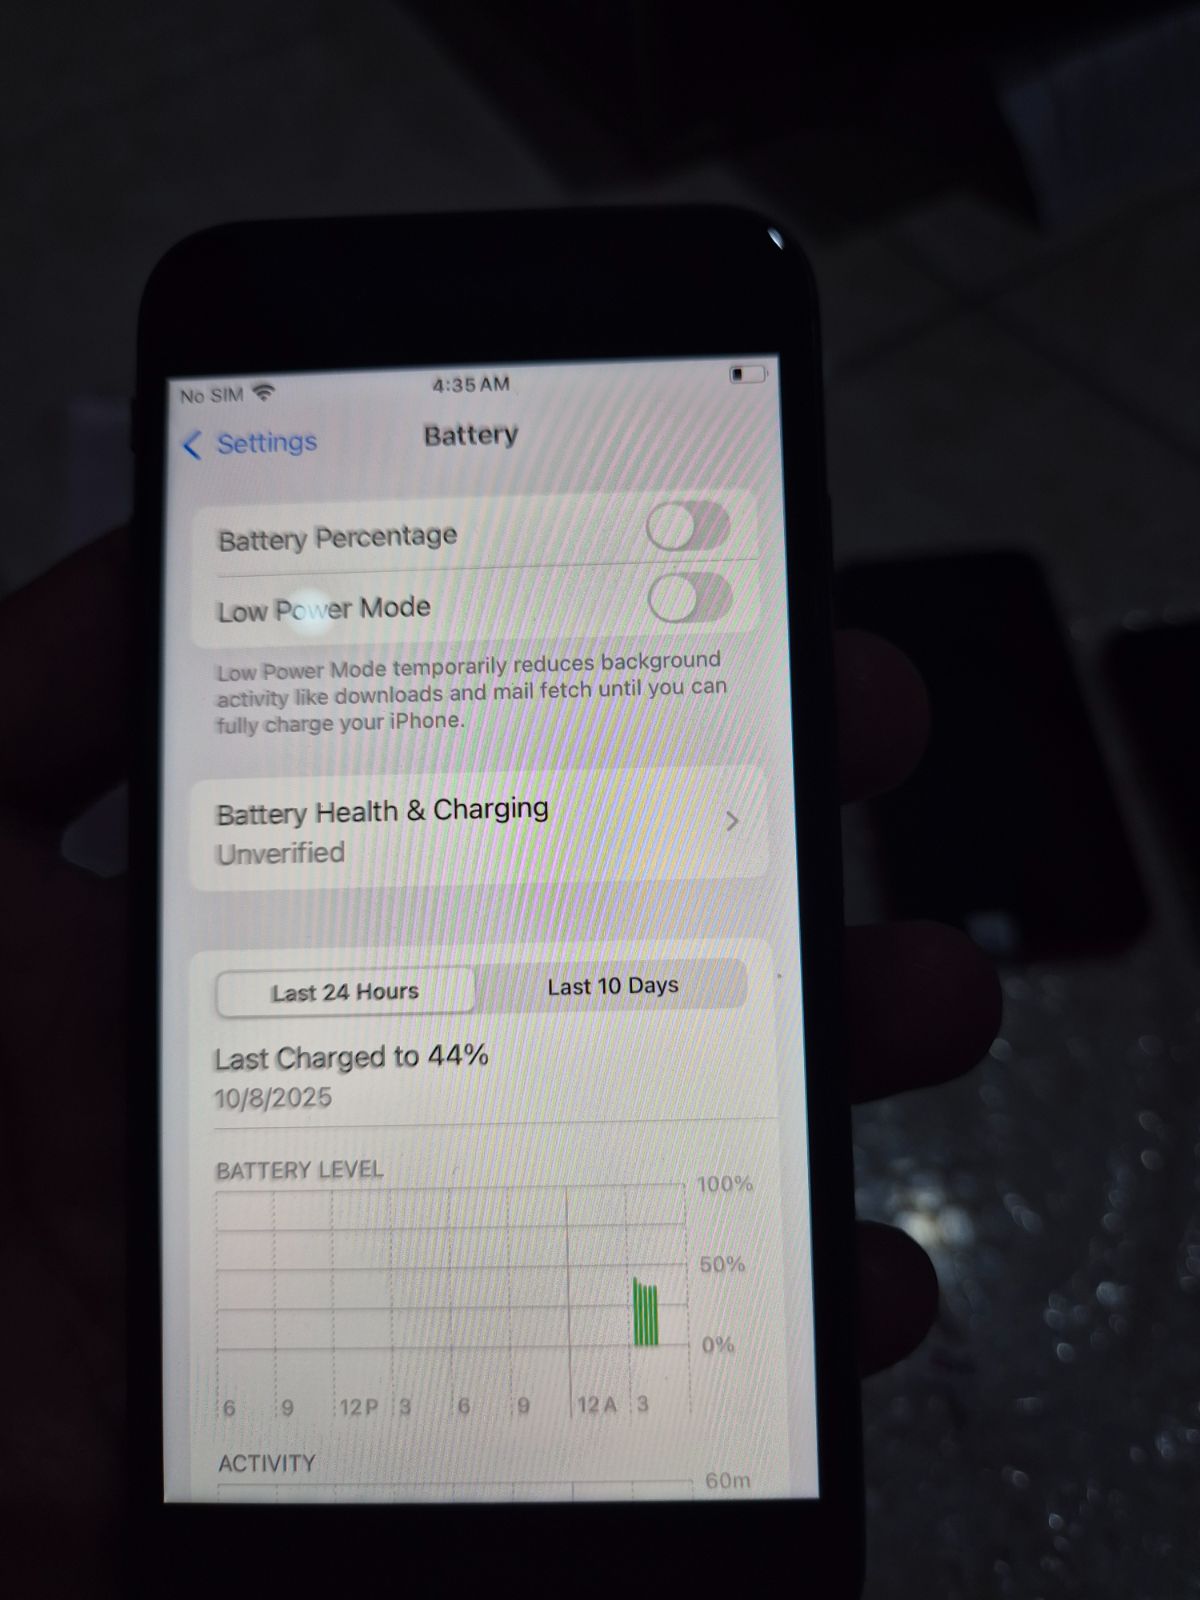 No SIM 4:35 AM
Settings Battery
Battery Percentage
Low Power Mode
Low Power Mode temporarily reduces background
activity like downloads and mail fetch until you can
fully charge your iPhone.
Battery Health & Charging
Unverified
Last 24 Hours Last 10 Days
Last Charged to 44%
10/8/2025
BATTERY LEVEL
100%
50%
0%
6 9 12 P 3 6 9 12 A 3
ACTIVITY
60m